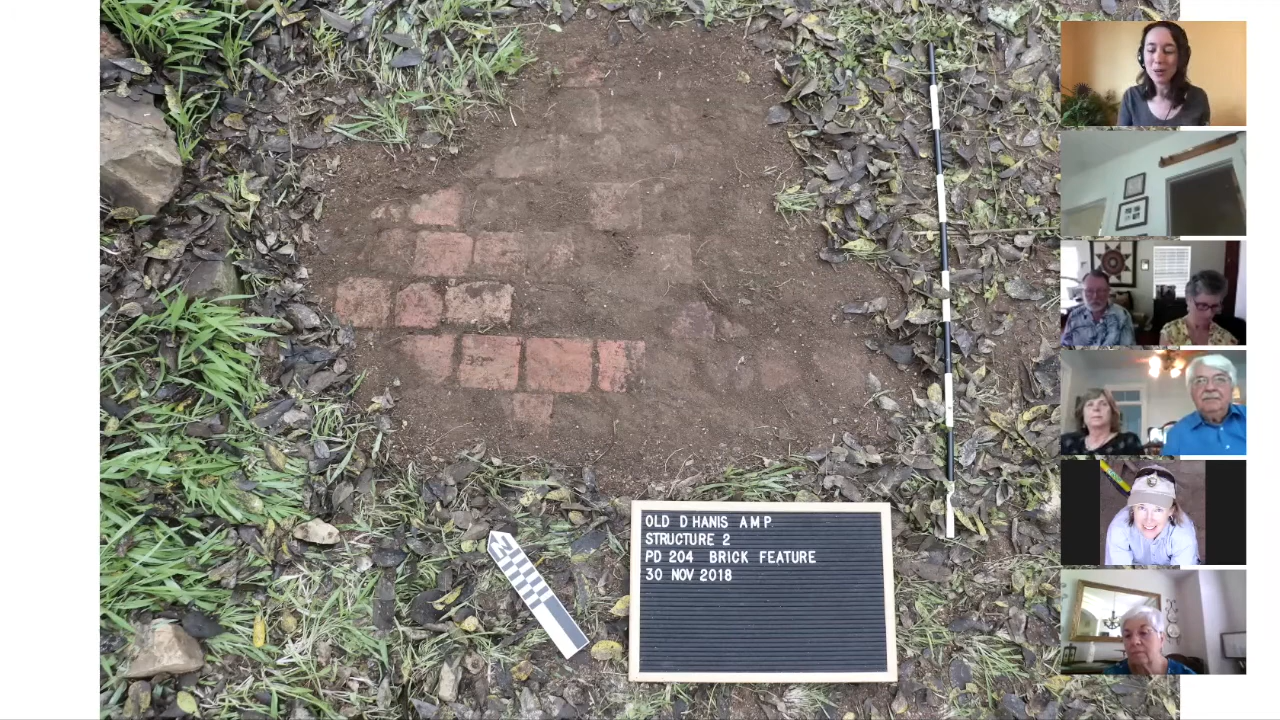 OLD D HANIS A M P
STRUCTURE 2
PD 204 BRICK FEATURE
30 NOV 2018
N